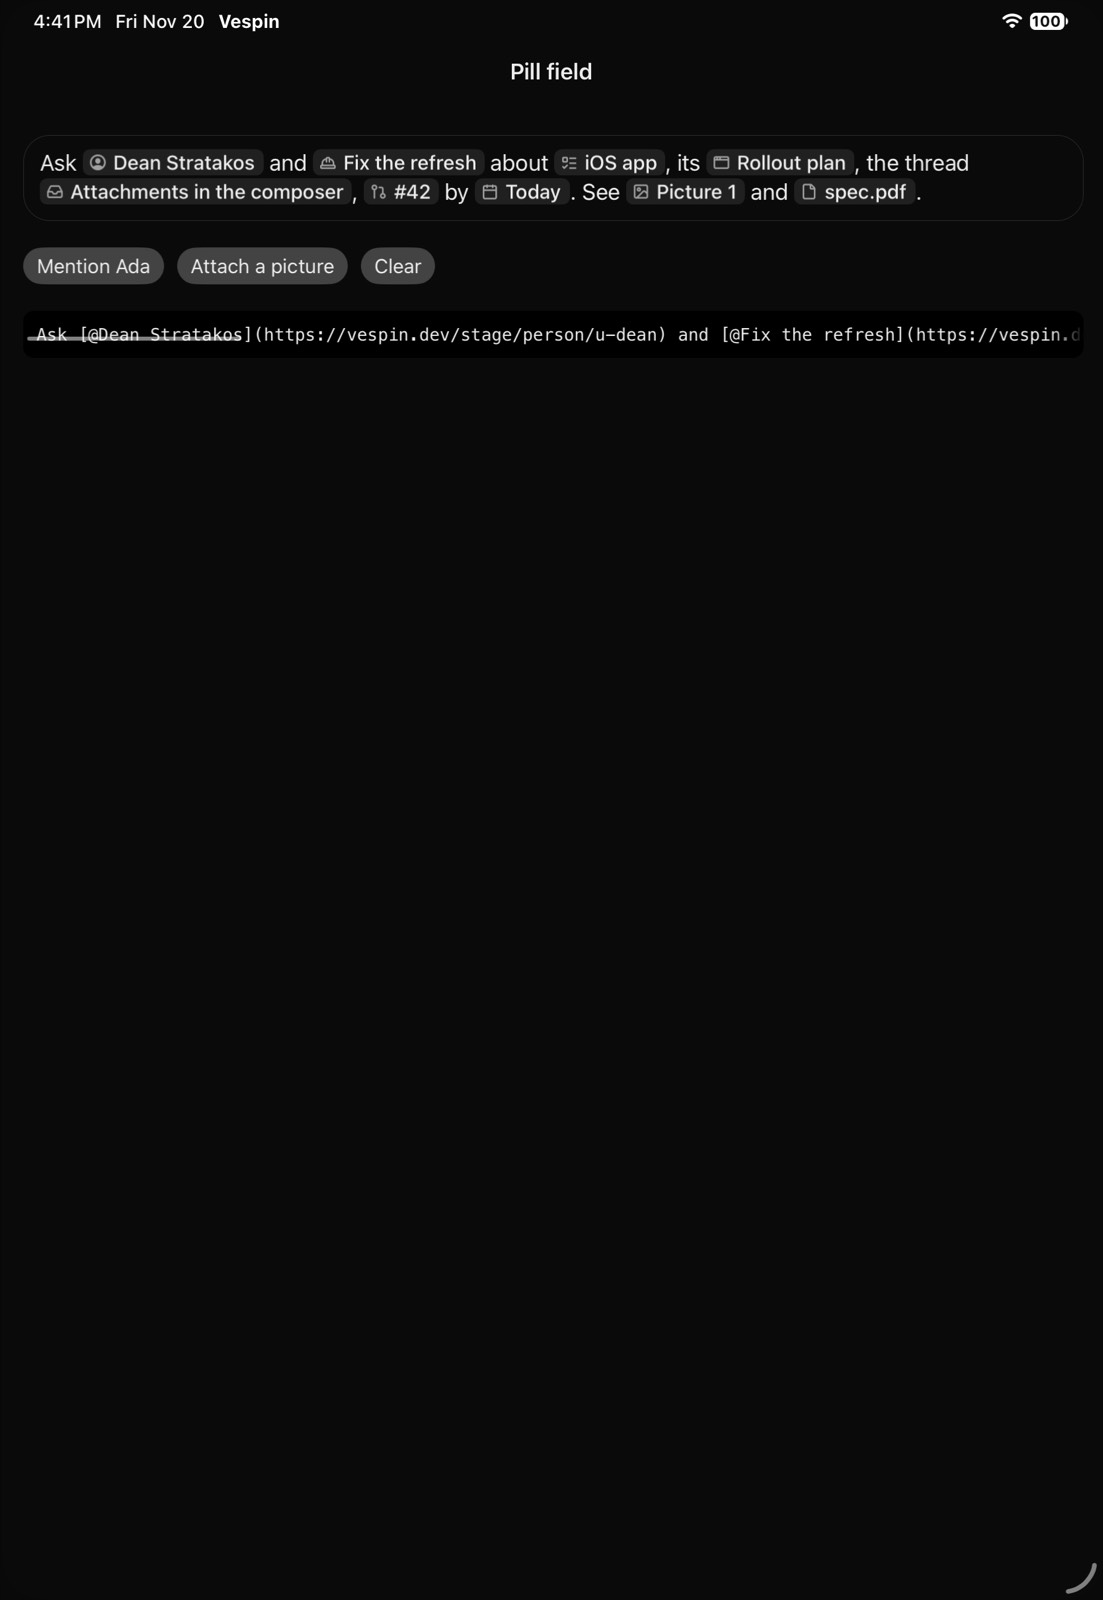 4:41 PM Fri Nov 20 Vespin
100
Pill field
Ask Dean Stratakos and Fix the refresh about iOS app, its Rollout plan, the thread
Attachments in the composer, #42 by Today. See Picture 1 and spec.pdf.
Mention Ada Attach a picture Clear
Ask [@Dean Stratakos](https://vespin.dev/stage/person/u-dean) and [@Fix the refresh](https://vespin.d